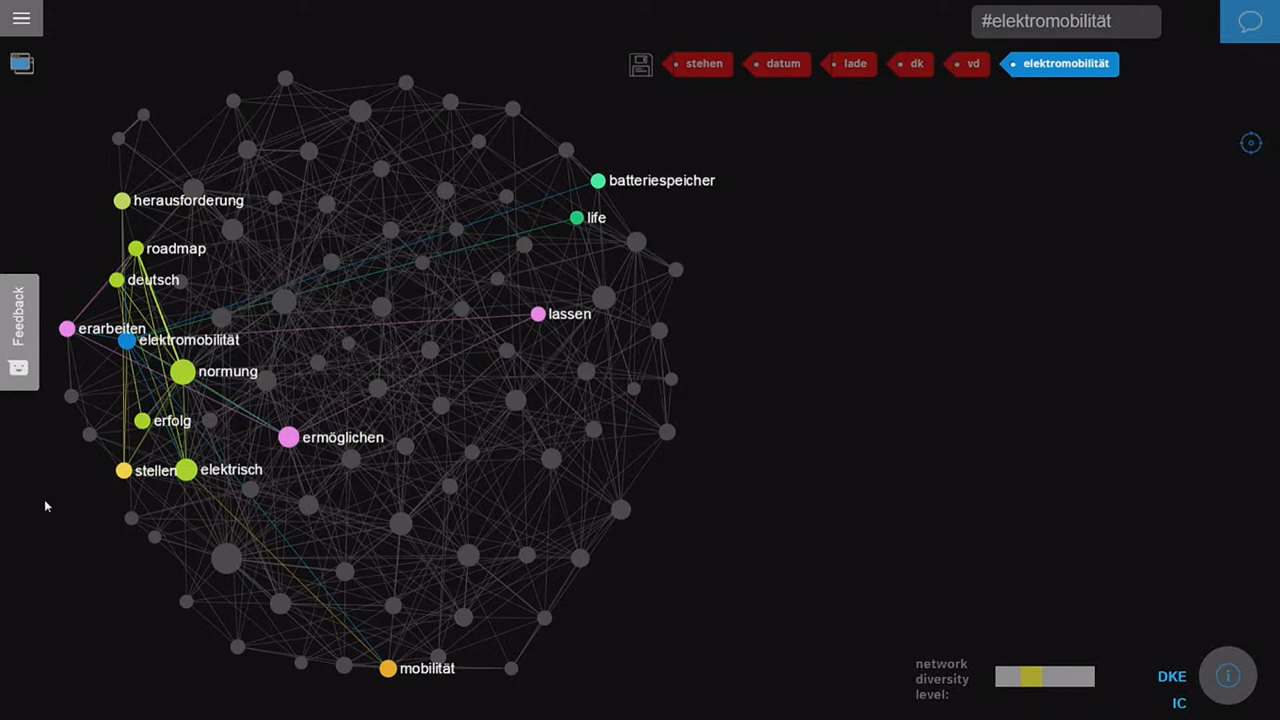 #elektromobilität
stehen
datum
lade
dk
vd
elektromobilität
batteriespeicher
herausforderung
life
roadmap
deutsch
lassen
erarbeiten
elektromobilität
normung
erfolg
ermöglichen
stellen
elektrisch
mobilität
Feedback
network
diversity
level:
DKE
IC